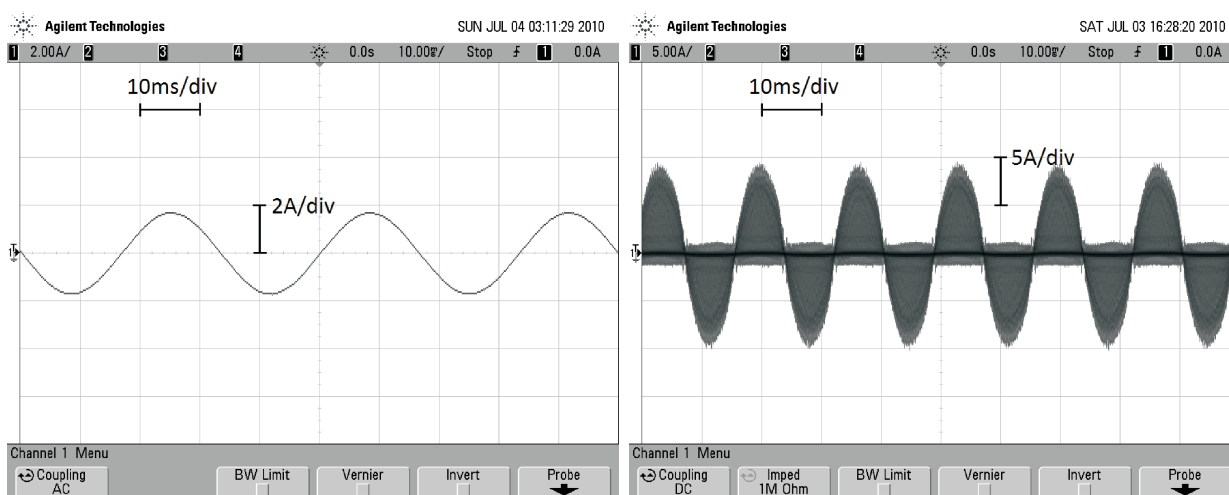 Agilent Technologies SUN JUL 04 03:11:29 2010
1 2.00A/ 2 3 4 0.0s 10.00ms/ Stop 1 0.0A
10ms/div
2A/div
1
Channel 1 Menu
Coupling AC BW Limit Vernier Invert Probe
Agilent Technologies SAT JUL 03 16:28:20 2010
1 5.00A/ 2 3 4 0.0s 10.00ms/ Stop 1 0.0A
10ms/div
5A/div
1
Channel 1 Menu
Coupling DC Imped 1M Ohm BW Limit Vernier Invert Probe